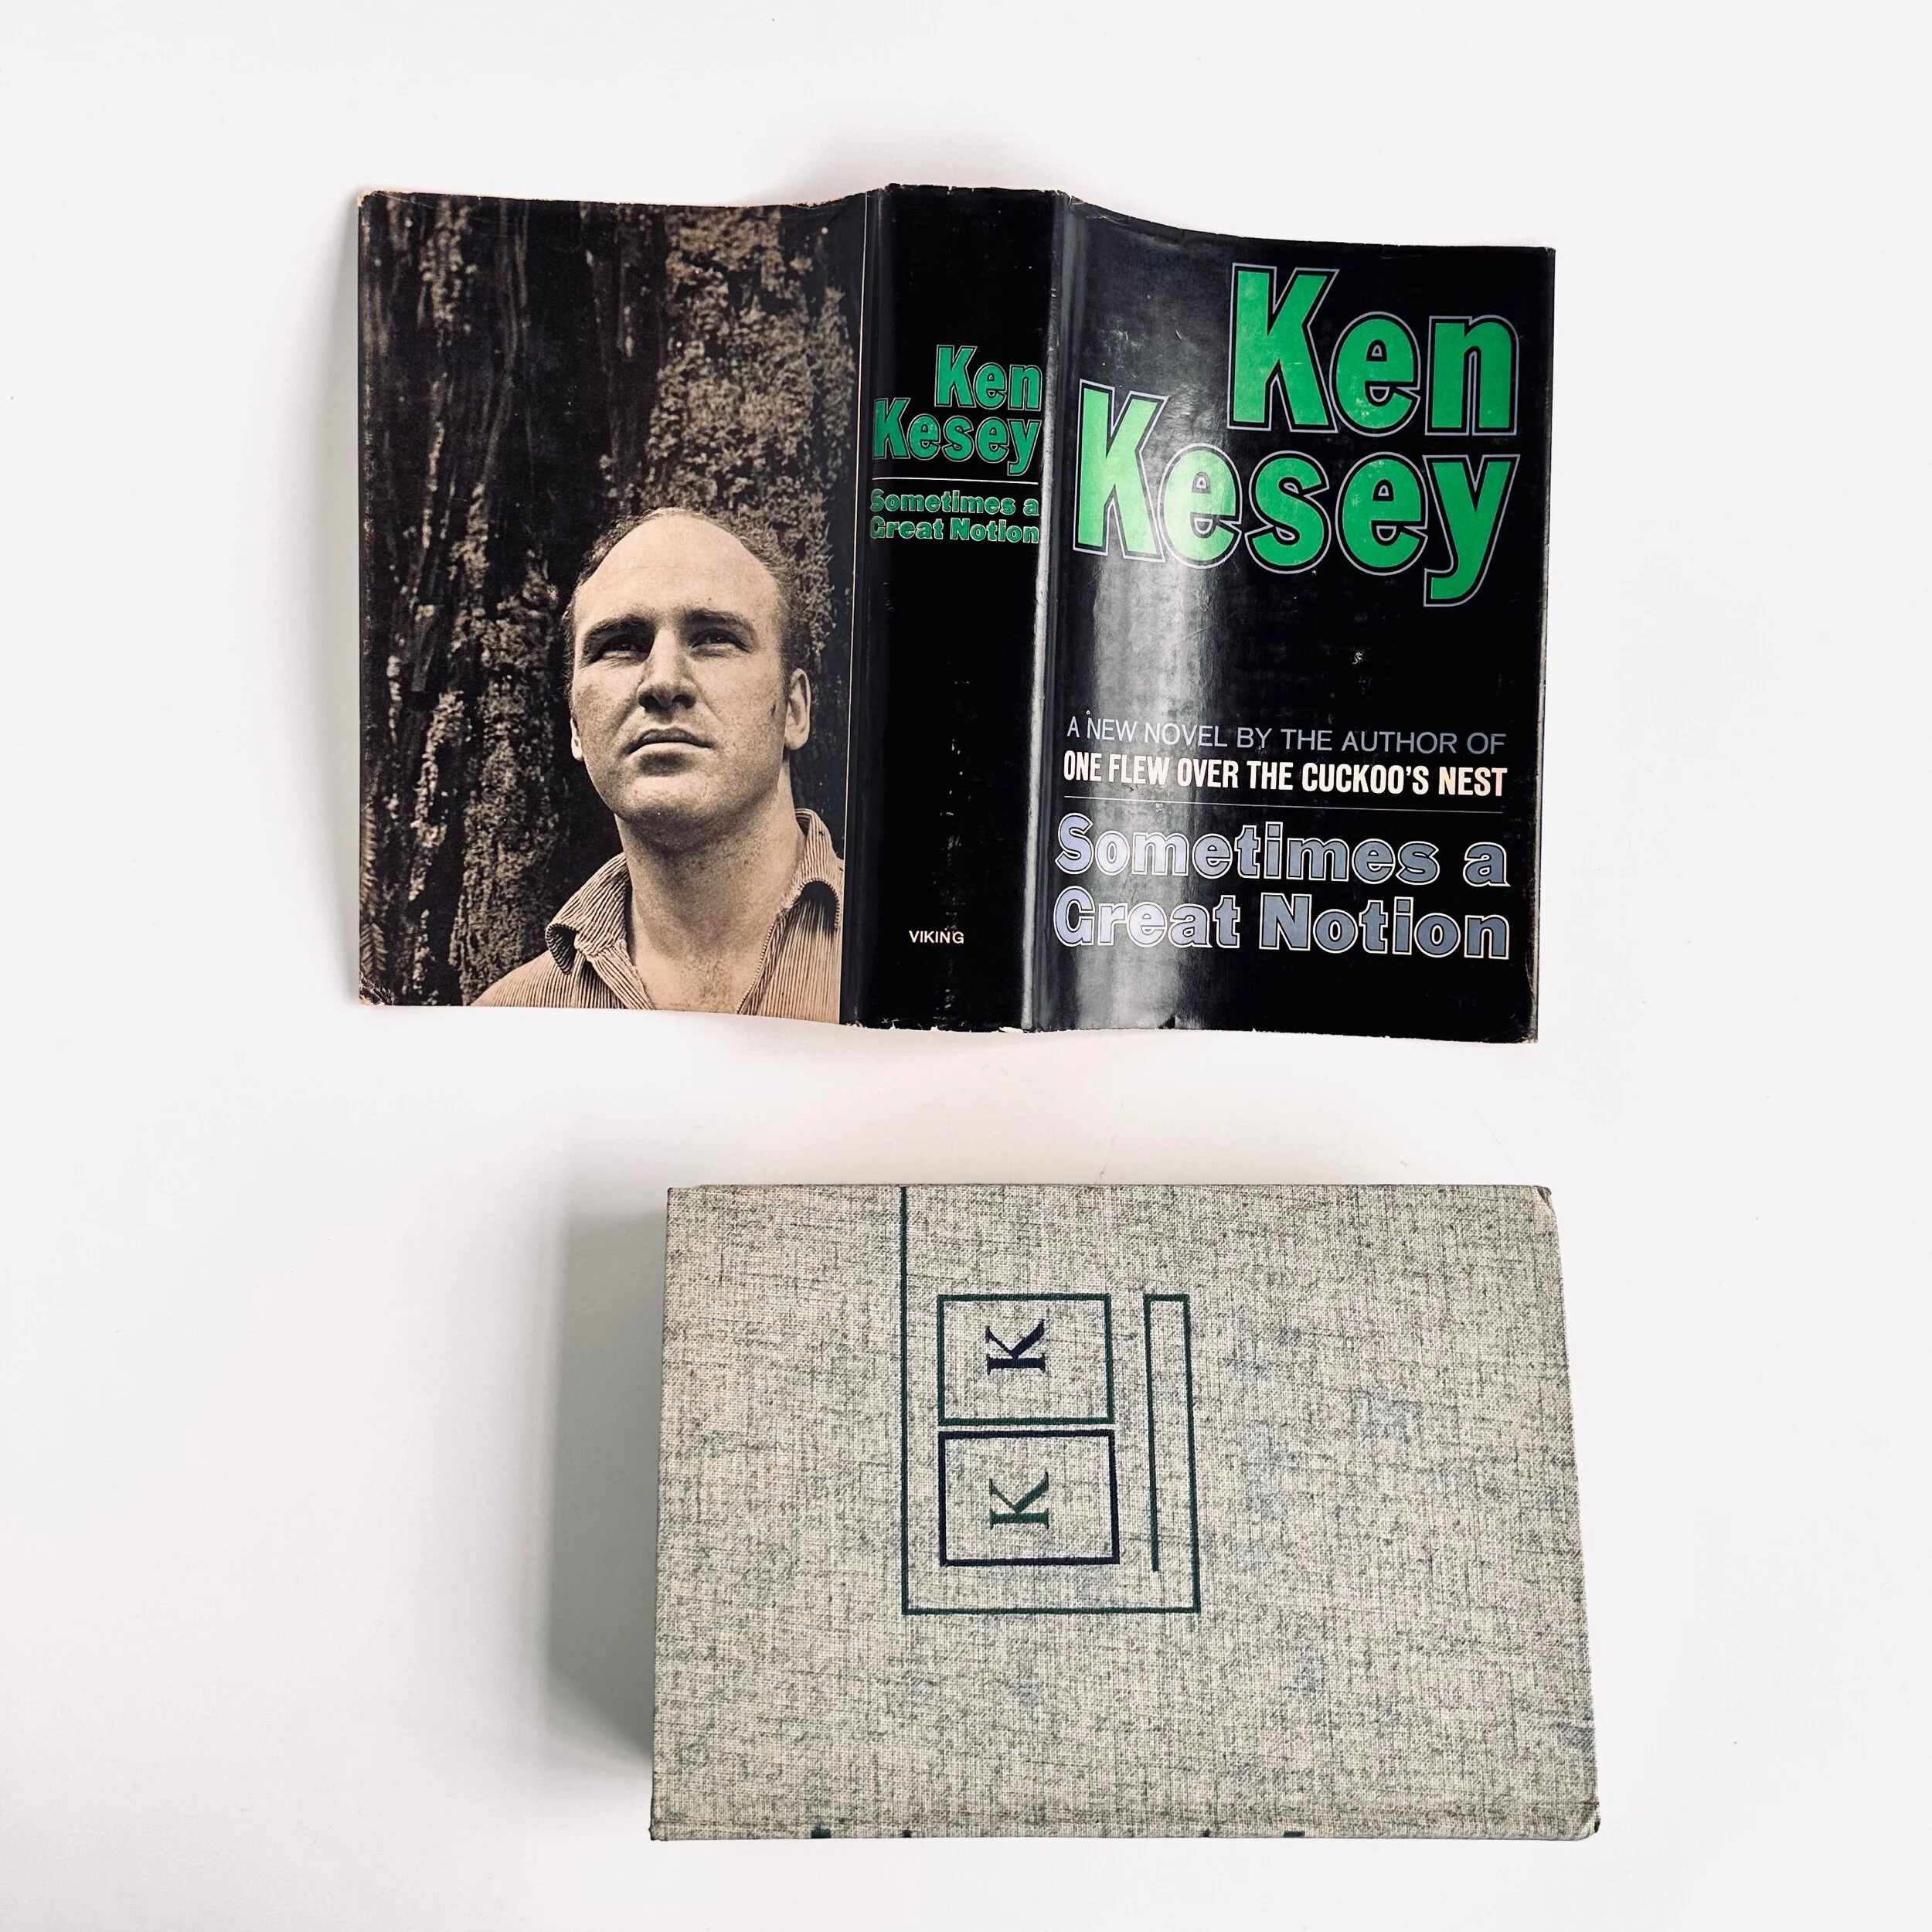 Ken
Kesey
Sometimes a
Great Notion
VIKING
Ken
Kesey
A NEW NOVEL BY THE AUTHOR OF
ONE FLEW OVER THE CUCKOO'S NEST
Sometimes a
Great Notion
K K